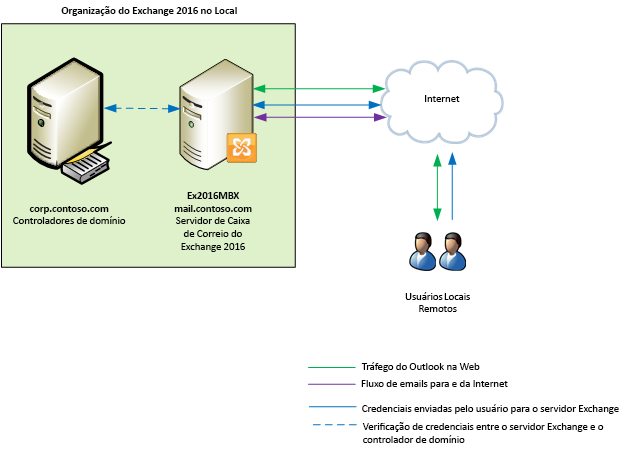 Organização do Exchange 2016 no Local
Internet
corp.contoso.com
Controladores de domínio
Ex2016MBX
mail.contoso.com
Servidor de Caixa
de Correio do
Exchange 2016
Usuários Locais
Remotos
Tráfego do Outlook na Web
Fluxo de emails para e da Internet
Credenciais enviadas pelo usuário para o servidor Exchange
Verificação de credenciais entre o servidor Exchange e o
controlador de domínio